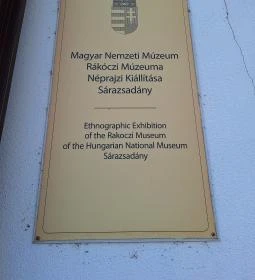 Magyar Nemzeti Múzeum
Rákóczi Múzeuma
Néprajzi Kiállítása
Sárazsadány
Ethnographic Exhibition
of the Rakoczi Museum
of the Hungarian National Museum
Sárazsadány